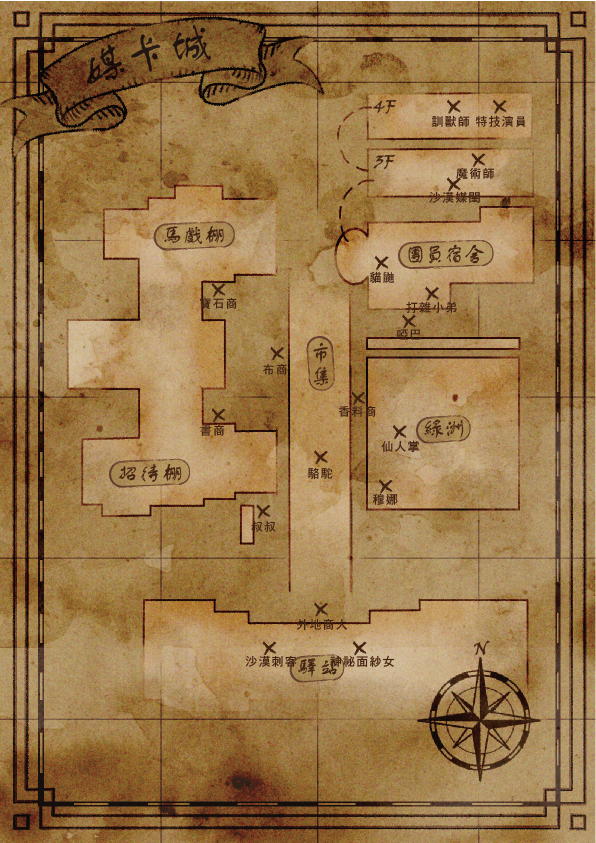 媒卡城
4F
訓獸師 特技演員
3F
魔術師
沙漠媒闇
馬戲棚
團員宿舍
貓鼬
寶石商
打雜小弟
啞巴
市集
布商
香料商
書商
綠洲
仙人掌
招待棚
駱駝
穆娜
叔叔
外地商人
沙漠刺客
神祕面紗女
驛站
N